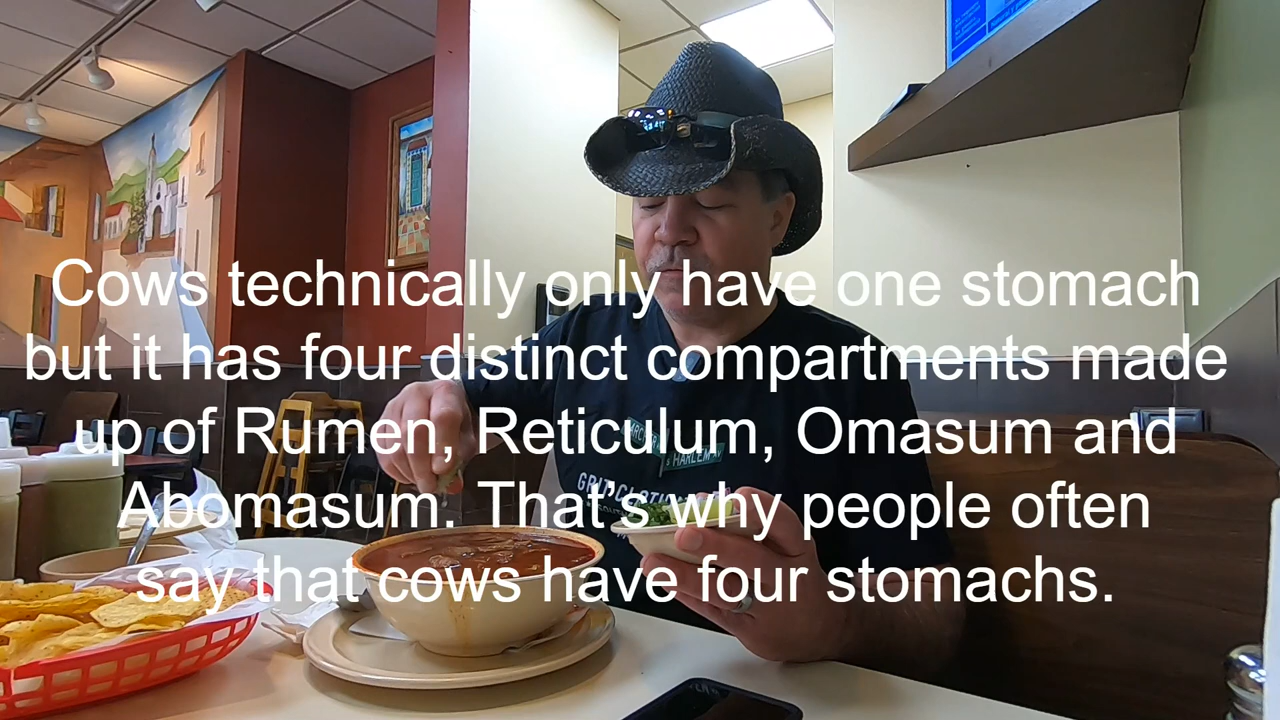 Cows technically only have one stomach
but it has four distinct compartments made
up of Rumen, Reticulum, Omasum and
Abomasum. That's why people often
say that cows have four stomachs.
HARLEM